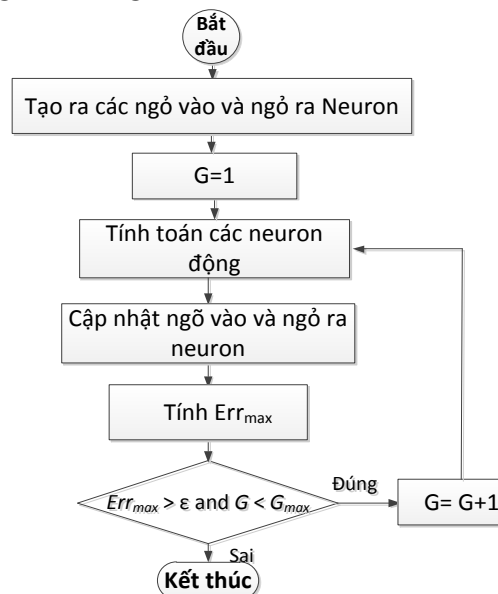 Bắt
đầu
Tạo ra các ngỏ vào và ngỏ ra Neuron
G=1
Tính toán các neuron
động
Cập nhật ngõ vào và ngỏ ra
neuron
Tính Errmax
Errmax > ε and G < Gmax
Đúng
G= G+1
Sai
Kết thúc